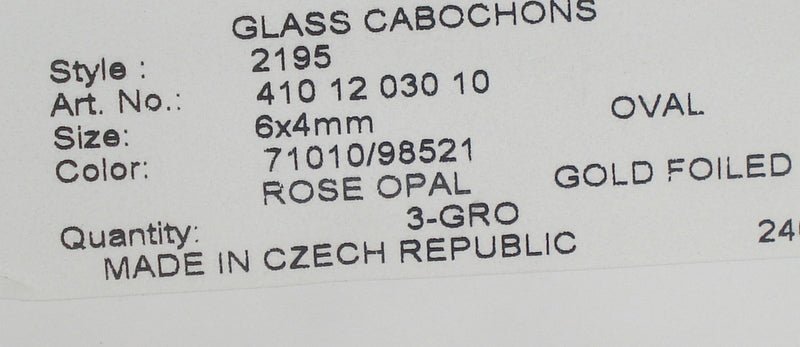 GLASS CABOCHONS
Style : 2195
Art. No.: 410 12 030 10
Size: 6x4mm OVAL
Color: 71010/98521
ROSE OPAL GOLD FOILED
Quantity: 3-GRO
MADE IN CZECH REPUBLIC